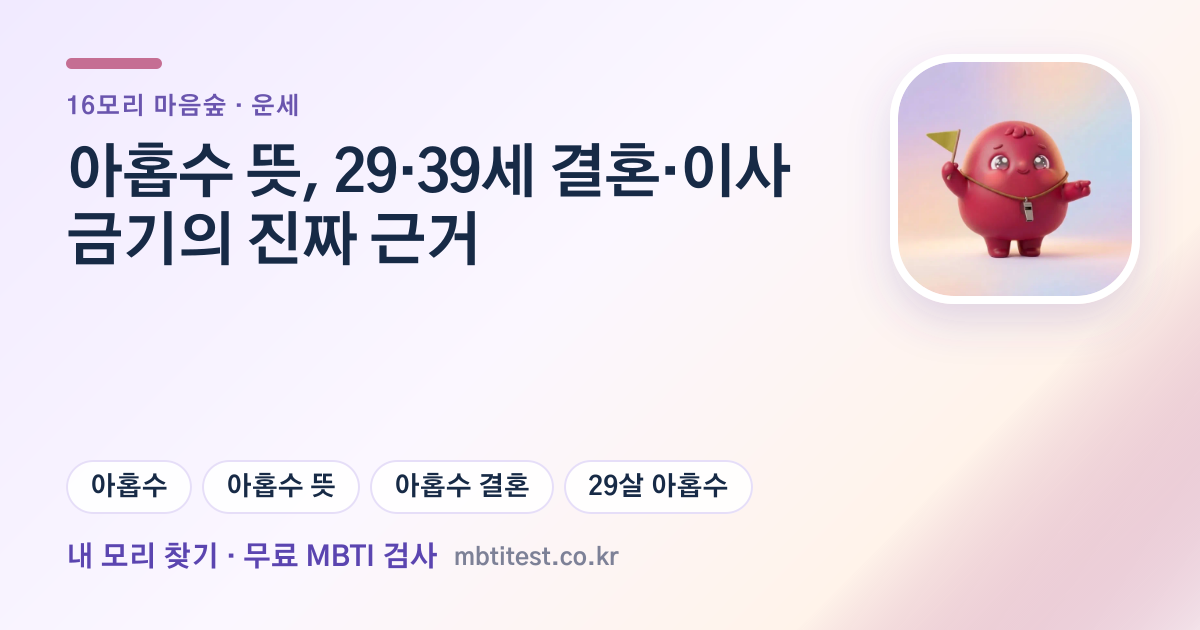 16모리 마음숲 · 운세
아홉수 뜻, 29·39세 결혼·이사
금기의 진짜 근거
아홉수
아홉수 뜻
아홉수 결혼
29살 아홉수
내 모리 찾기 · 무료 MBTI 검사 mbtitest.co.kr